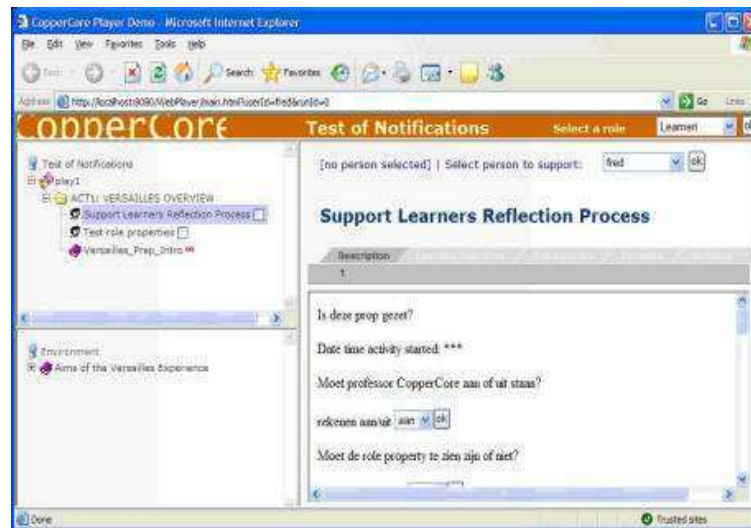 CopperCore Player Demo - Microsoft Internet Explorer
File Edit View Favorites Tools Help
Back Search Favorites
Address http://localhost:8080/WebPlayer/main.html?userId=fred&runId=0 Go Links
COPPERCORE Test of Notifications Select a role Learner ok
Test of Notifications
play1
ACT1: VERSAILLES OVERVIEW
Support Learners Reflection Process
Test role properties
Versailles_Prep_Intro
Environment
Aims of the Versailles Experience
[no person selected] | Select person to support: fred ok
Support Learners Reflection Process
Description
1
Is deze prop gezet?
Date time activity started: ***
Moet professor CopperCore aan of uit staan?
rekenen aan/uit aan ok
Moet de role property te zien zijn of niet?
Done Trusted sites